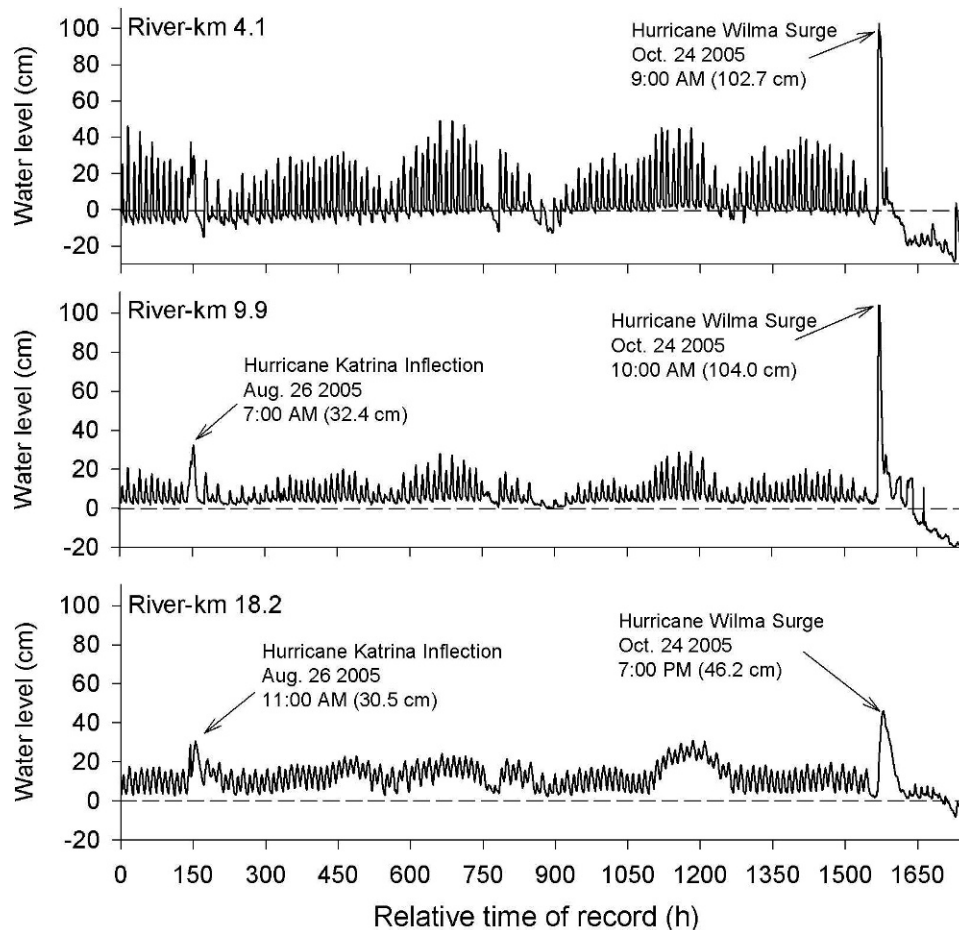 River-km 4.1
Hurricane Wilma Surge
Oct. 24 2005
9:00 AM (102.7 cm)
Water level (cm)
100
80
60
40
20
0
-20
River-km 9.9
Hurricane Wilma Surge
Oct. 24 2005
10:00 AM (104.0 cm)
Hurricane Katrina Inflection
Aug. 26 2005
7:00 AM (32.4 cm)
Water level (cm)
100
80
60
40
20
0
-20
River-km 18.2
Hurricane Wilma Surge
Oct. 24 2005
7:00 PM (46.2 cm)
Hurricane Katrina Inflection
Aug. 26 2005
11:00 AM (30.5 cm)
Water level (cm)
100
80
60
40
20
0
-20
0 150 300 450 600 750 900 1050 1200 1350 1500 1650
Relative time of record (h)